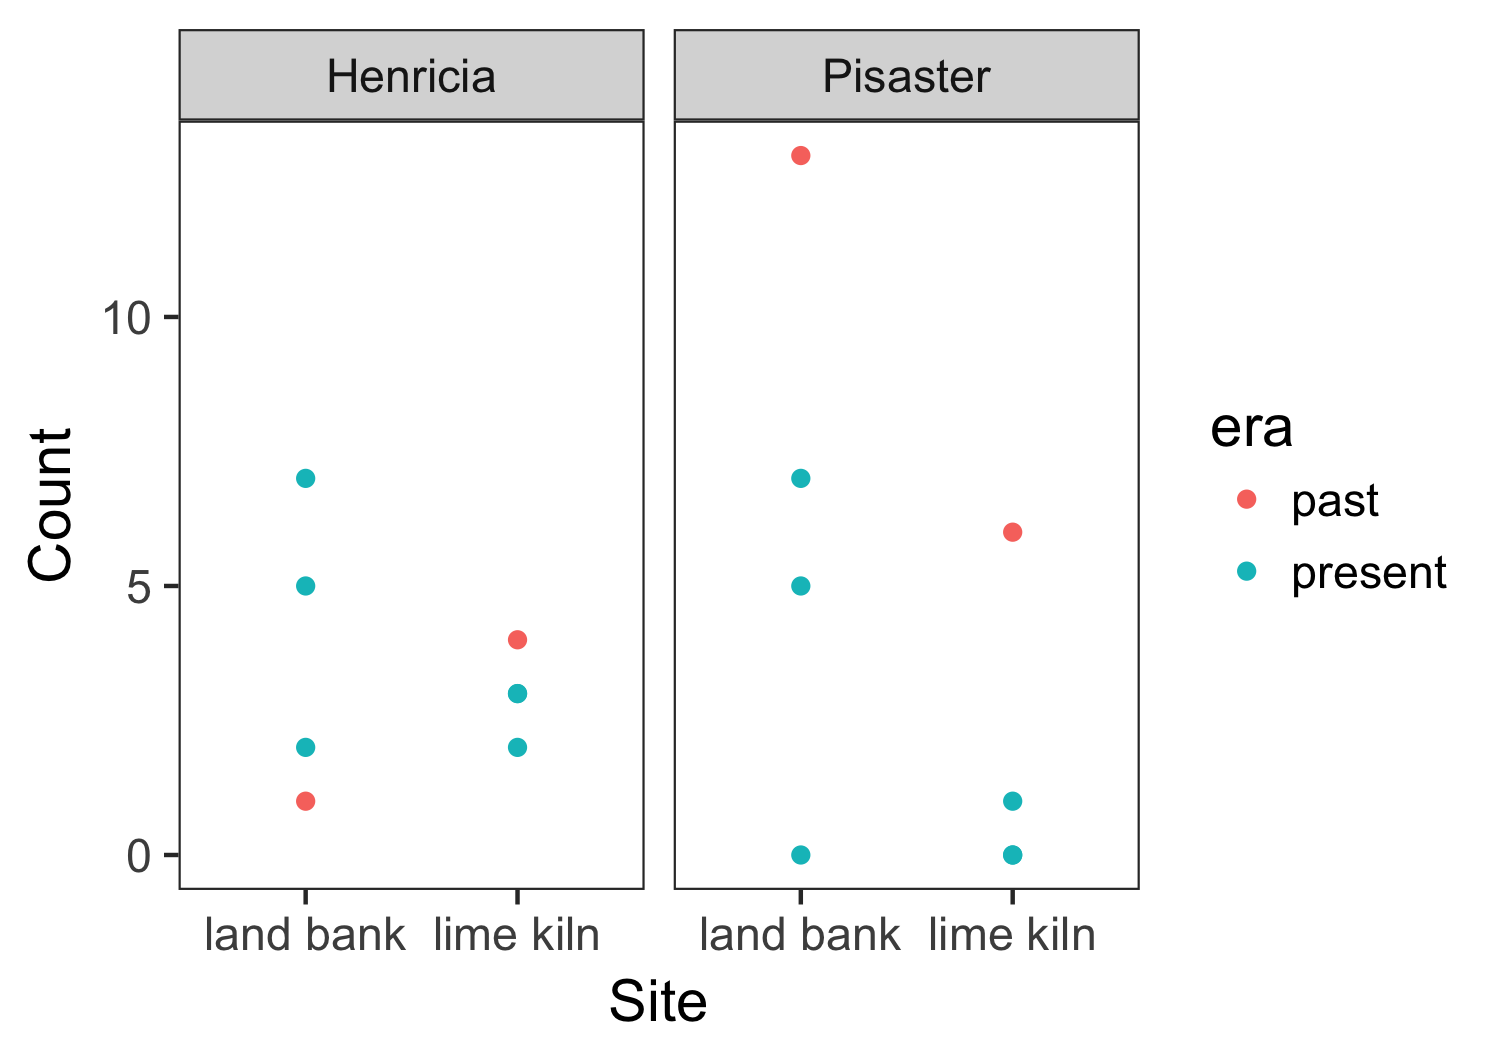 Henricia
Pisaster
10
5
0
Count
land bank
lime kiln
land bank
lime kiln
Site
era
past
present